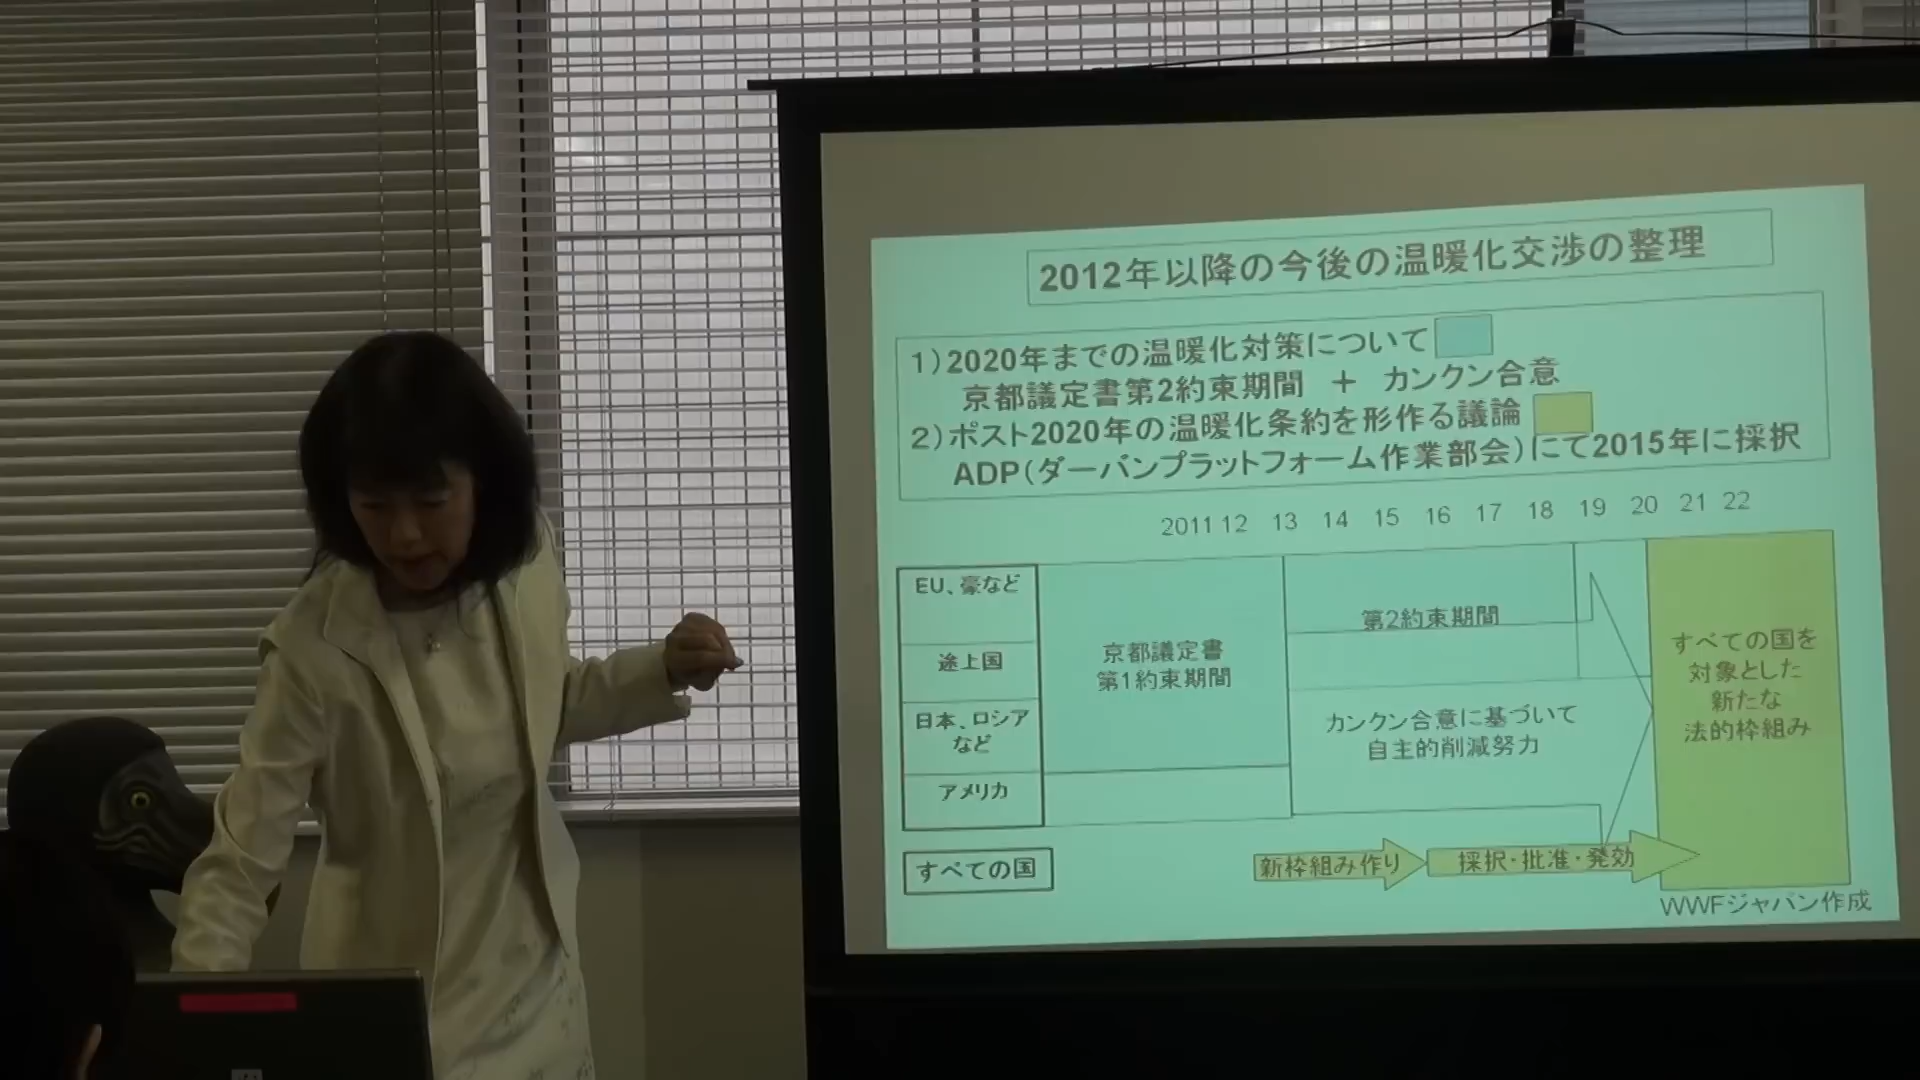 2012年以降の今後の温暖化交渉の整理
1)2020年までの温暖化対策について
京都議定書第2約束期間 + カンクン合意
2)ポスト2020年の温暖化条約を形作る議論
ADP(ダーバンプラットフォーム作業部会)にて2015年に採択
2011 12 13 14 15 16 17 18 19 20 21 22
EU、豪など
途上国
日本、ロシア
など
アメリカ
京都議定書
第1約束期間
第2約束期間
カンクン合意に基づいて
自主的削減努力
すべての国を
対象とした
新たな
法的枠組み
すべての国
新枠組み作り
採択・批准・発効
WWFジャパン作成